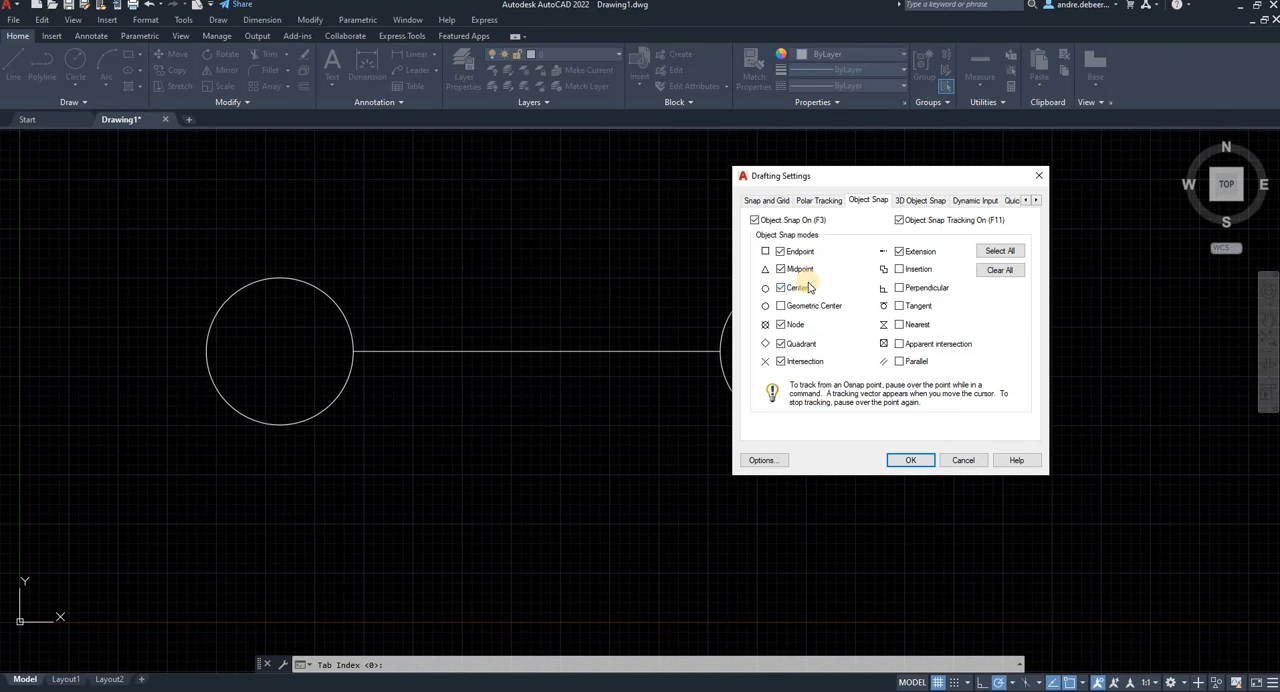 Share
Autodesk AutoCAD 2022 Drawing1.dwg
Type a keyword or phrase
andre.debeer...
File Edit View Insert Format Tools Draw Dimension Modify Parametric Window Help Express
Home Insert Annotate Parametric View Manage Output Add-ins Collaborate Express Tools Featured Apps
Line Polyline Circle Arc
Move Rotate Trim
Copy Mirror Fillet
Stretch Scale Array
Text Dimension
Linear
Leader
Table
Layer Properties
0
Make Current
Match Layer
Insert
Create
Edit
Edit Attributes
Match Properties
ByLayer
ByLayer
ByLayer
Group
Measure
Paste
Base
Draw Modify Annotation Layers Block Properties Groups Utilities Clipboard View
Start Drawing1*
Drafting Settings
Snap and Grid Polar Tracking Object Snap 3D Object Snap Dynamic Input Quic
Object Snap On (F3) Object Snap Tracking On (F11)
Object Snap modes
Endpoint Extension Select All
Midpoint Insertion Clear All
Center Perpendicular
Geometric Center Tangent
Node Nearest
Quadrant Apparent intersection
Intersection Parallel
To track from an Osnap point, pause over the point while in a
command. A tracking vector appears when you move the cursor. To
stop tracking, pause over the point again.
Options... OK Cancel Help
N
W TOP E
S
WCS
Y
X
Tab Index <0>:
Model Layout1 Layout2
MODEL 1:1